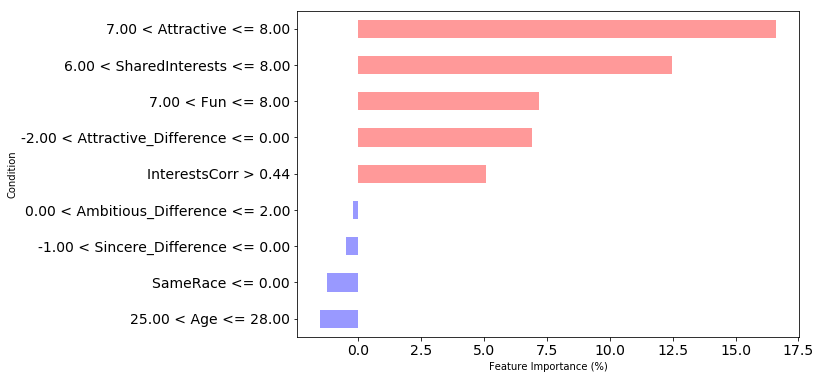 7.00 < Attractive <= 8.00
6.00 < SharedInterests <= 8.00
7.00 < Fun <= 8.00
-2.00 < Attractive_Difference <= 0.00
InterestsCorr > 0.44
0.00 < Ambitious_Difference <= 2.00
-1.00 < Sincere_Difference <= 0.00
SameRace <= 0.00
25.00 < Age <= 28.00
Condition
0.0 2.5 5.0 7.5 10.0 12.5 15.0 17.5
Feature Importance (%)